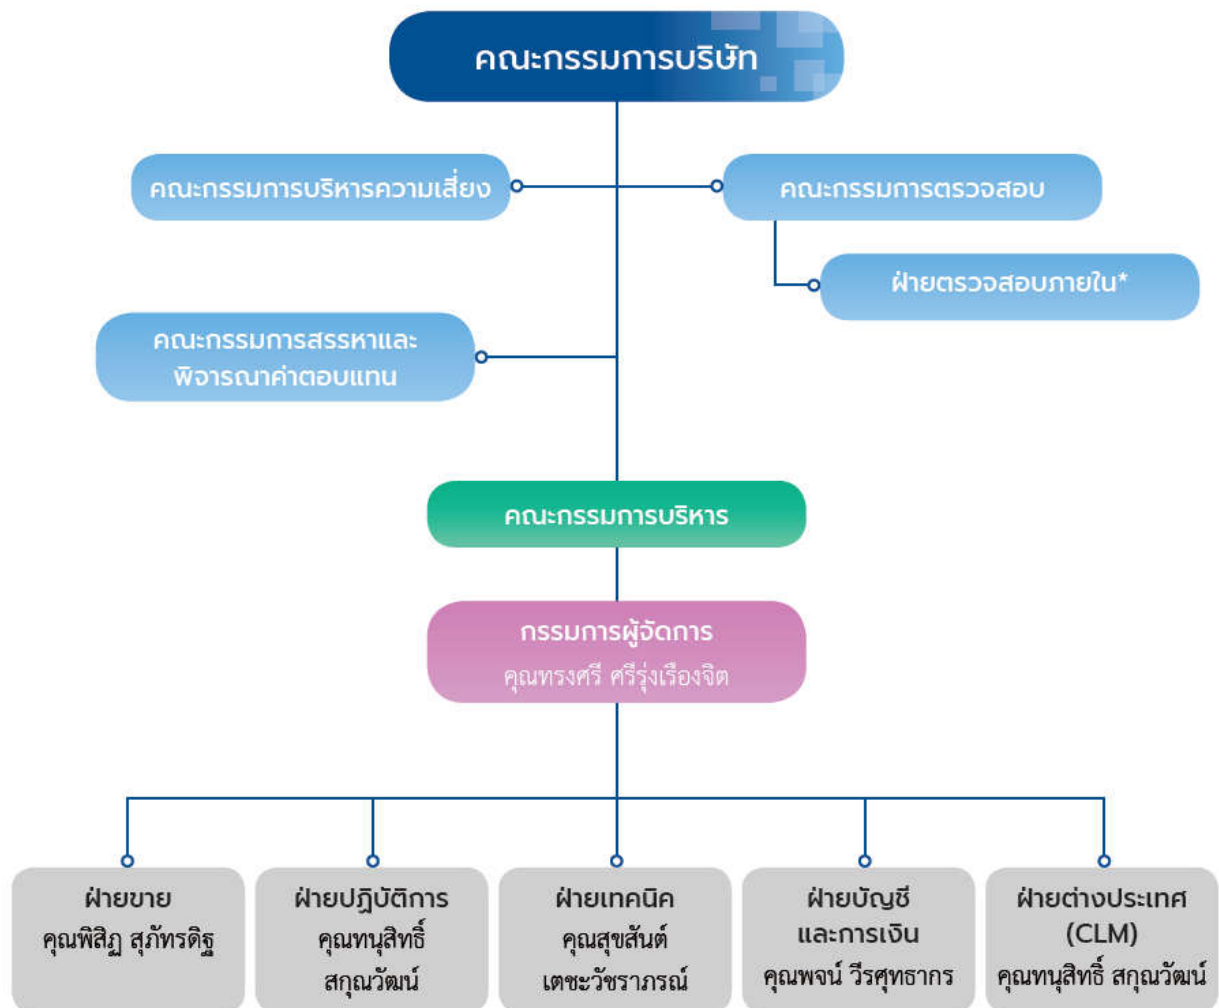 คณะกรรมการบริษัท
คณะกรรมการบริหารความเสี่ยง
คณะกรรมการตรวจสอบ
ฝ่ายตรวจสอบภายใน*
คณะกรรมการสรรหาและ
พิจารณาค่าตอบแทน
คณะกรรมการบริหาร
กรรมการผู้จัดการ
คุณทรงศรี ศรีรุ่งเรืองจิต
ฝ่ายขาย
คุณพิสิฏ สุภัทรดิฐ
ฝ่ายปฏิบัติการ
คุณทนุสิทธิ์
สกุณวัฒน์
ฝ่ายเทคนิค
คุณสุขสันต์
เตชะวัชราภรณ์
ฝ่ายบัญชี
และการเงิน
คุณพจน์ วีรศุทธากร
ฝ่ายต่างประเทศ
(CLM)
คุณทนุสิทธิ์ สกุณวัฒน์